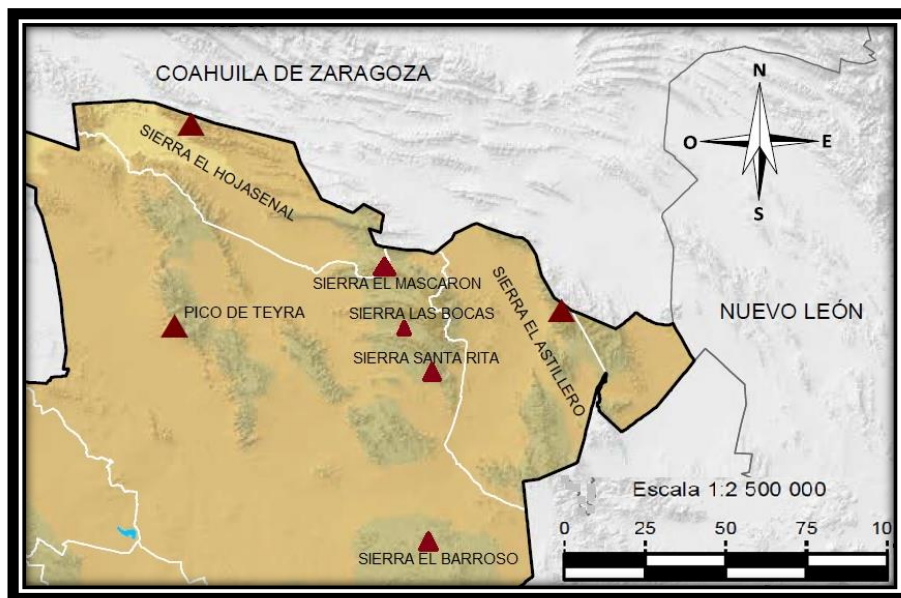 COAHUILA DE ZARAGOZA
N
O
E
S
SIERRA EL HOJASENAL
SIERRA EL MASCARON
PICO DE TEYRA
SIERRA LAS BOCAS
SIERRA EL ASTILLERO
NUEVO LEÓN
SIERRA SANTA RITA
Escala 1:2 500 000
0 25 50 75 10
SIERRA EL BARROSO